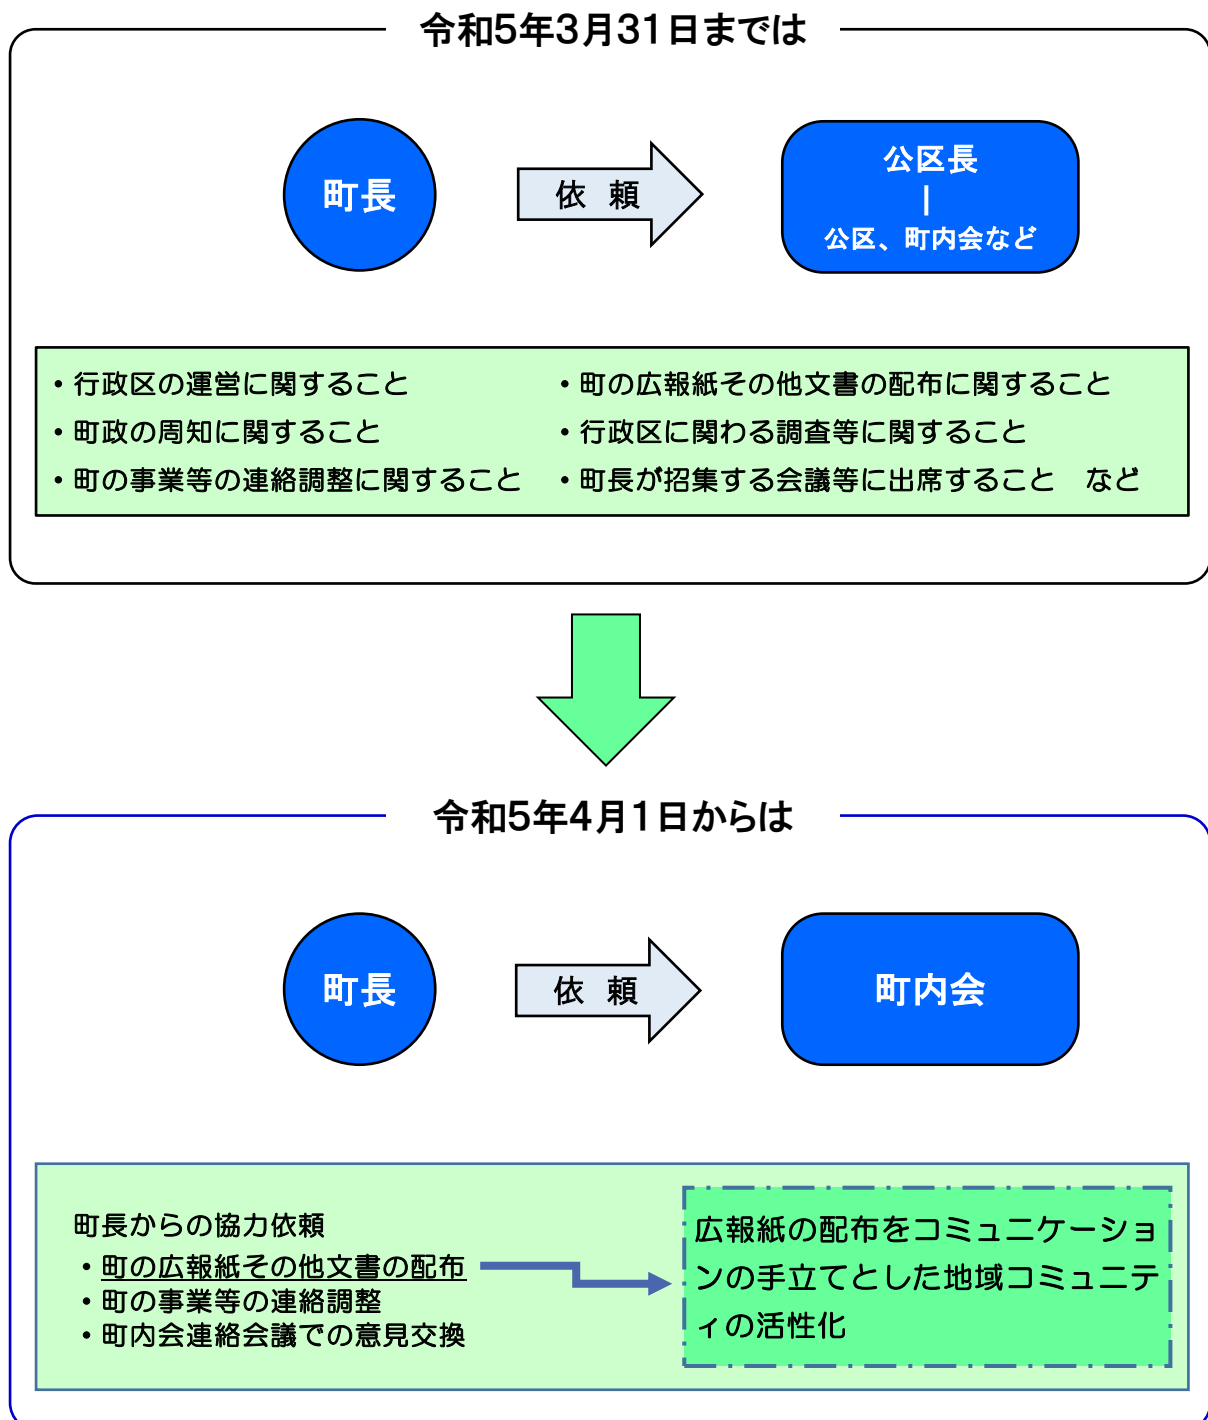 令和5年3月31日までは
町長
依 頼
公区長
|
公区、町内会など
・行政区の運営に関すること
・町の広報紙その他文書の配布に関すること
・町政の周知に関すること
・行政区に関わる調査等に関すること
・町の事業等の連絡調整に関すること
・町長が招集する会議等に出席すること　など
令和5年4月1日からは
町長
依 頼
町内会
町長からの協力依頼
・町の広報紙その他文書の配布
・町の事業等の連絡調整
・町内会連絡会議での意見交換
広報紙の配布をコミュニケーショ
ンの手立てとした地域コミュニテ
ィの活性化